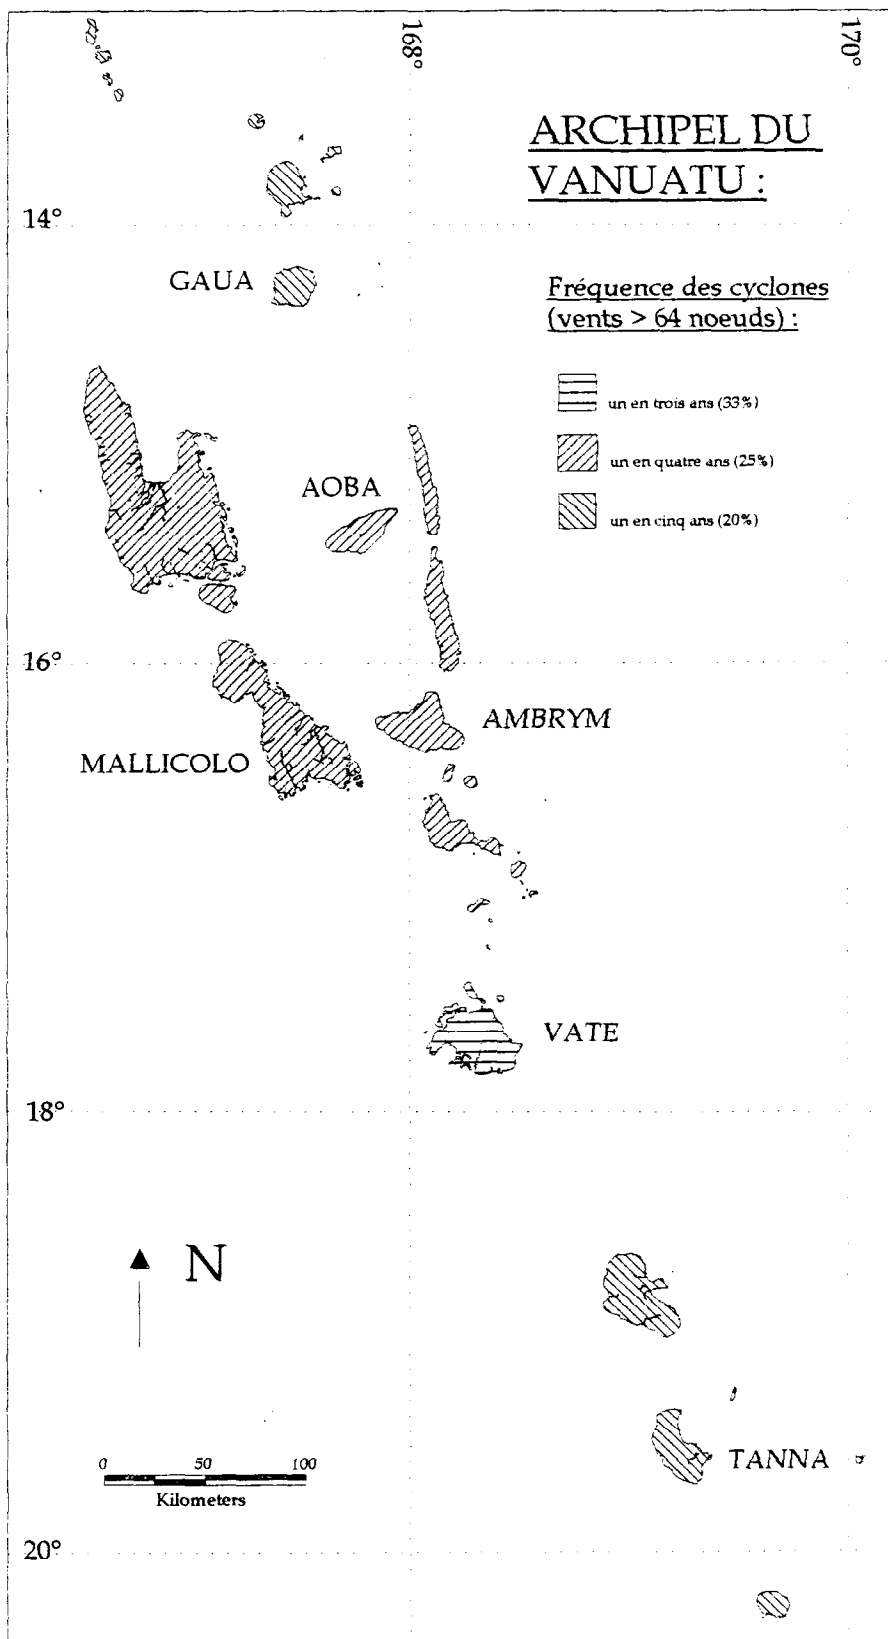 168°
170°
ARCHIPEL DU
VANUATU :
14°
GAUA
Fréquence des cyclones
(vents > 64 noeuds) :
un en trois ans (33%)
un en quatre ans (25%)
un en cinq ans (20%)
AOBA
16°
AMBRYM
MALLICOLO
VATE
18°
N
0 50 100
Kilometers
TANNA
20°